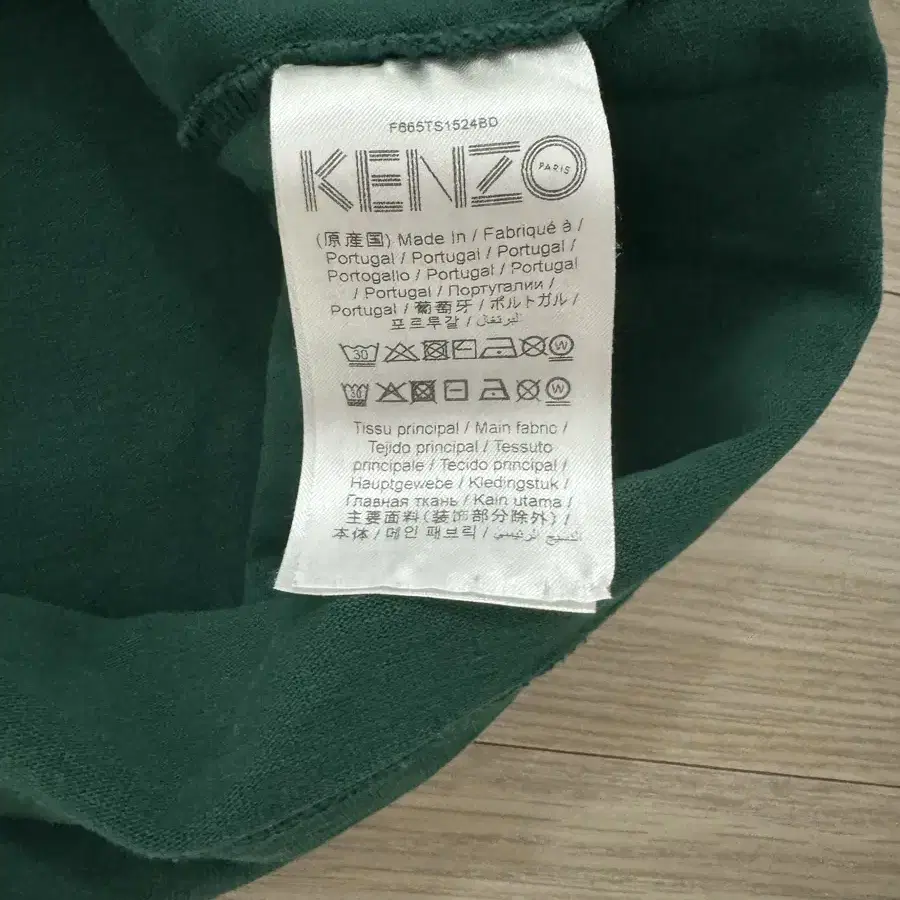 F665TS1524BD
KENZO PARIS
(原産国) Made In / Fabriqué à /
Portugal / Portugal / Portugal /
Portogallo / Portugal / Portugal
/ Portugal / Португалии /
Portugal / 葡萄牙 / ポルトガル /
포르투갈 / البرتغال
30 W
30 W
Tissu principal / Main fabric /
Tejido principal / Tessuto
principale / Tecido principal /
Hauptgewebe / Kledingstuk /
Главная ткань / Kain utama /
主要面料(装饰部分除外) /
本体 / 메인 패브릭 / النسيج الرئيسي